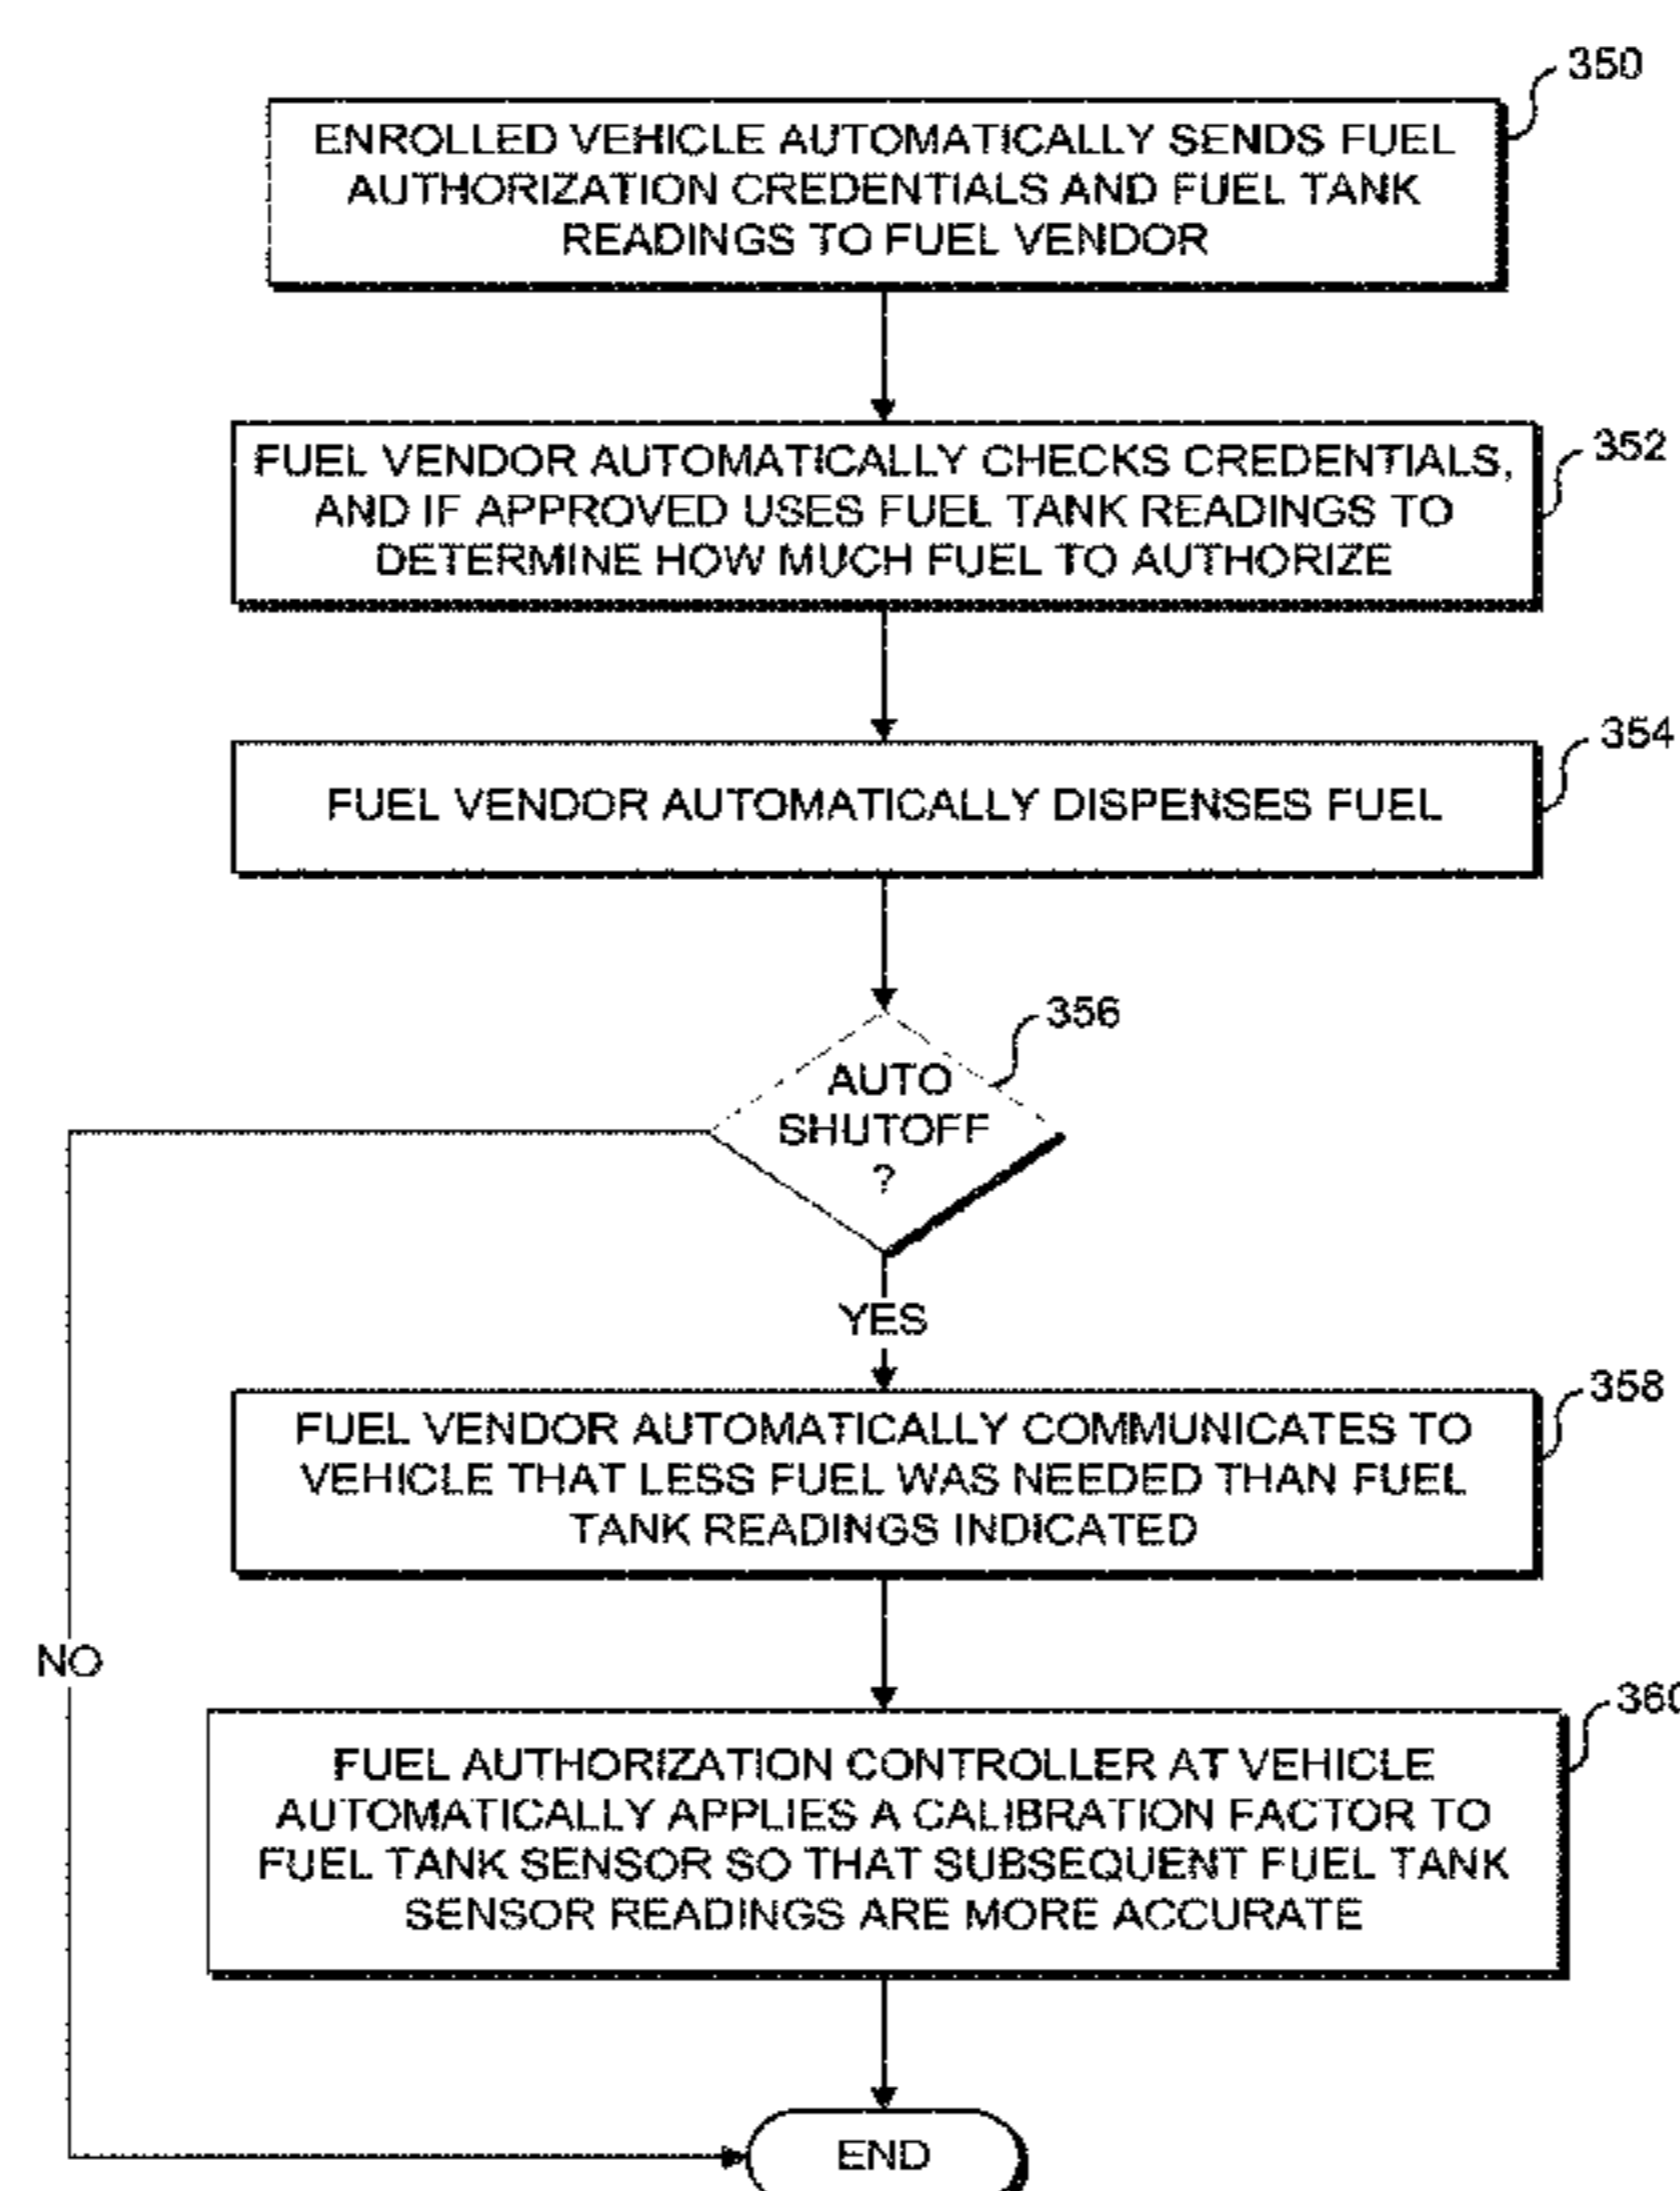 350
ENROLLED VEHICLE AUTOMATICALLY SENDS FUEL
AUTHORIZATION CREDENTIALS AND FUEL TANK
READINGS TO FUEL VENDOR
352
FUEL VENDOR AUTOMATICALLY CHECKS CREDENTIALS,
AND IF APPROVED USES FUEL TANK READINGS TO
DETERMINE HOW MUCH FUEL TO AUTHORIZE
354
FUEL VENDOR AUTOMATICALLY DISPENSES FUEL
356
AUTO
SHUTOFF
?
YES
358
FUEL VENDOR AUTOMATICALLY COMMUNICATES TO
VEHICLE THAT LESS FUEL WAS NEEDED THAN FUEL
TANK READINGS INDICATED
NO
360
FUEL AUTHORIZATION CONTROLLER AT VEHICLE
AUTOMATICALLY APPLIES A CALIBRATION FACTOR TO
FUEL TANK SENSOR SO THAT SUBSEQUENT FUEL TANK
SENSOR READINGS ARE MORE ACCURATE
END